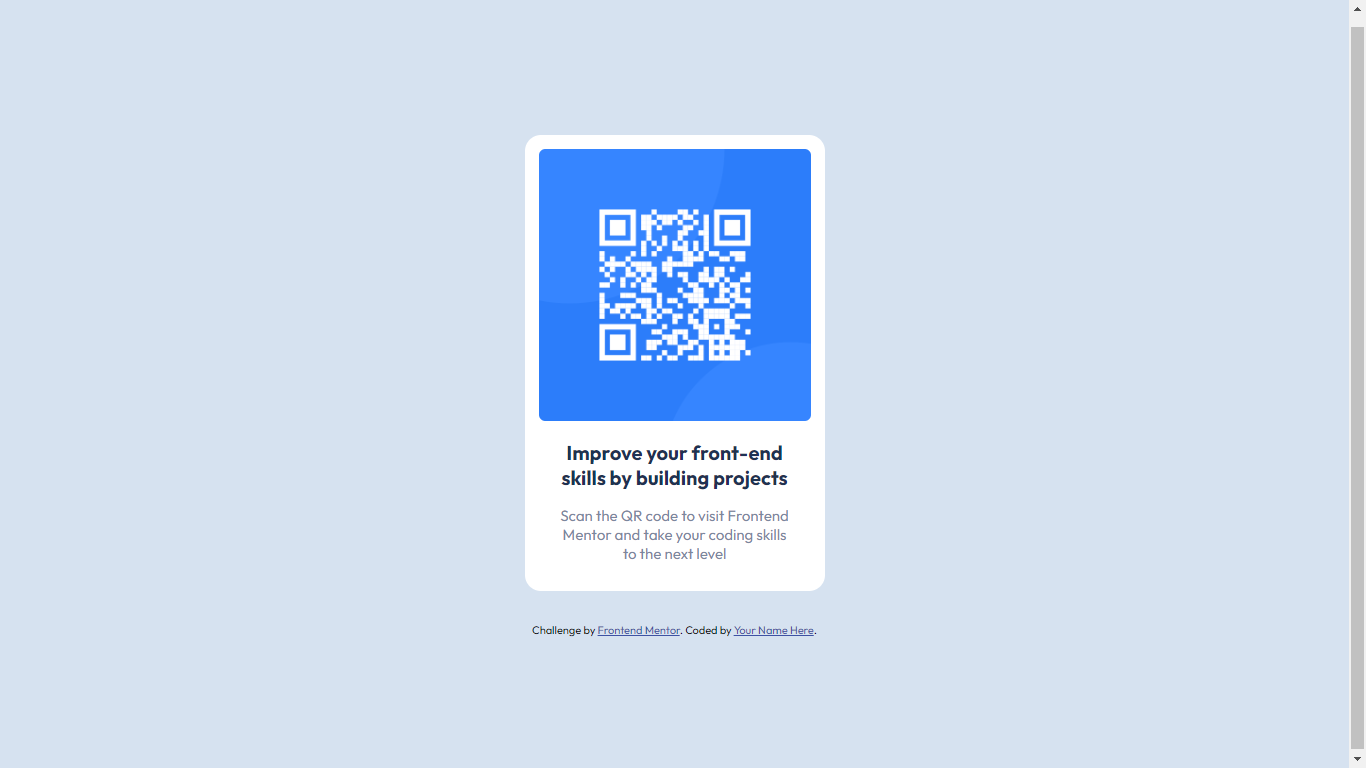 Improve your front-end
skills by building projects
Scan the QR code to visit Frontend
Mentor and take your coding skills
to the next level
Challenge by Frontend Mentor. Coded by Your Name Here.